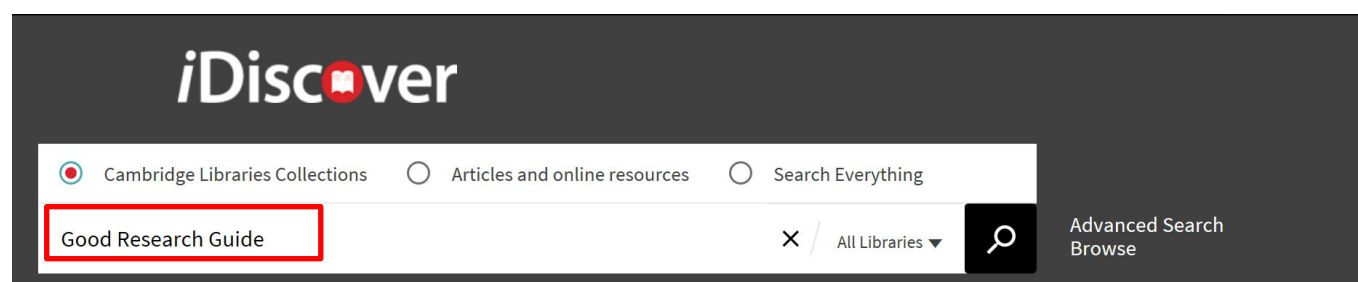 iDiscover
Cambridge Libraries Collections Articles and online resources Search Everything
Good Research Guide
All Libraries
Advanced Search
Browse